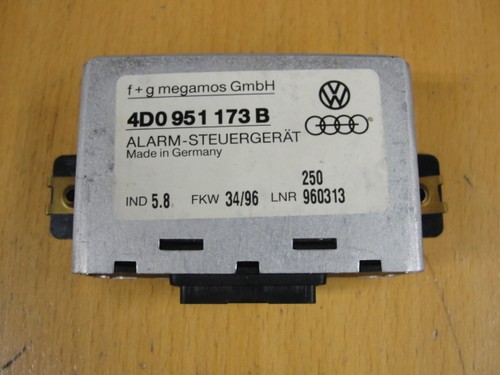 f+g megamos GmbH
4D0 951 173 B
ALARM-STEUERGERÄT
Made in Germany
250
IND 5.8 FKW 34/96 LNR 960313